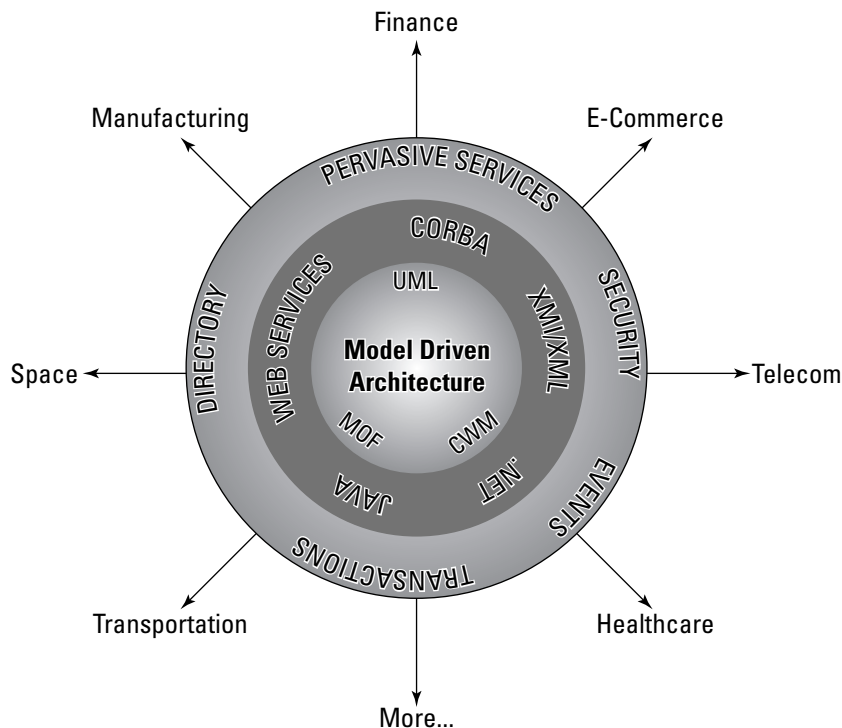 Finance
Manufacturing
E-Commerce
PERVASIVE SERVICES
CORBA
UML
WEB SERVICES
XMI/XML
DIRECTORY
SECURITY
Model Driven
Architecture
Space
Telecom
MOF
CWM
JAVA
.NET
EVENTS
TRANSACTIONS
Transportation
Healthcare
More...